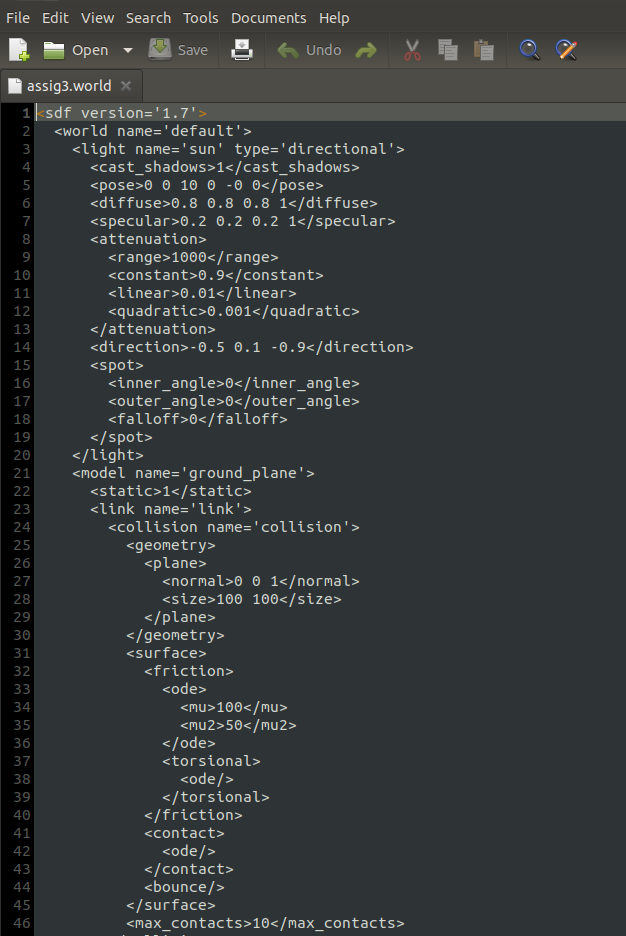 File Edit View Search Tools Documents Help
Open Save Undo
assig3.world
1 <sdf version='1.7'>
2 <world name='default'>
3 <light name='sun' type='directional'>
4 <cast_shadows>1</cast_shadows>
5 <pose>0 0 10 0 -0 0</pose>
6 <diffuse>0.8 0.8 0.8 1</diffuse>
7 <specular>0.2 0.2 0.2 1</specular>
8 <attenuation>
9 <range>1000</range>
10 <constant>0.9</constant>
11 <linear>0.01</linear>
12 <quadratic>0.001</quadratic>
13 </attenuation>
14 <direction>-0.5 0.1 -0.9</direction>
15 <spot>
16 <inner_angle>0</inner_angle>
17 <outer_angle>0</outer_angle>
18 <falloff>0</falloff>
19 </spot>
20 </light>
21 <model name='ground_plane'>
22 <static>1</static>
23 <link name='link'>
24 <collision name='collision'>
25 <geometry>
26 <plane>
27 <normal>0 0 1</normal>
28 <size>100 100</size>
29 </plane>
30 </geometry>
31 <surface>
32 <friction>
33 <ode>
34 <mu>100</mu>
35 <mu2>50</mu2>
36 </ode>
37 <torsional>
38 <ode/>
39 </torsional>
40 </friction>
41 <contact>
42 <ode/>
43 </contact>
44 <bounce/>
45 </surface>
46 <max_contacts>10</max_contacts>